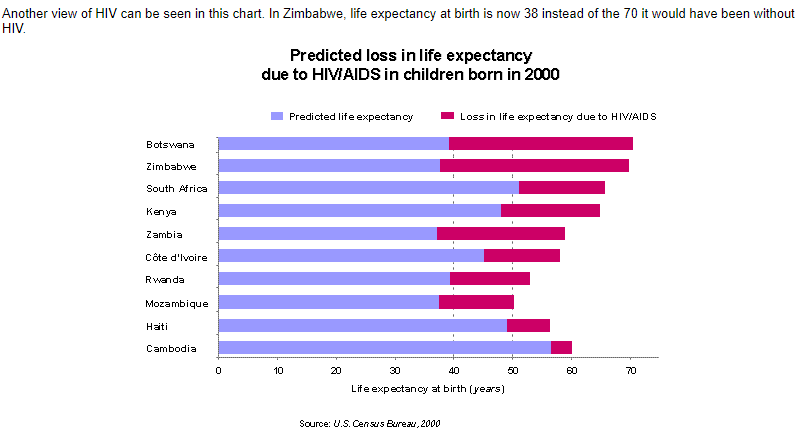 Another view of HIV can be seen in this chart. In Zimbabwe, life expectancy at birth is now 38 instead of the 70 it would have been without
HIV.
Predicted loss in life expectancy
due to HIV/AIDS in children born in 2000
Predicted life expectancy Loss in life expectancy due to HIV/AIDS
Botswana
Zimbabwe
South Africa
Kenya
Zambia
Côte d'Ivoire
Rwanda
Mozambique
Haiti
Cambodia
0 10 20 30 40 50 60 70
Life expectancy at birth (years)
Source: U.S. Census Bureau, 2000